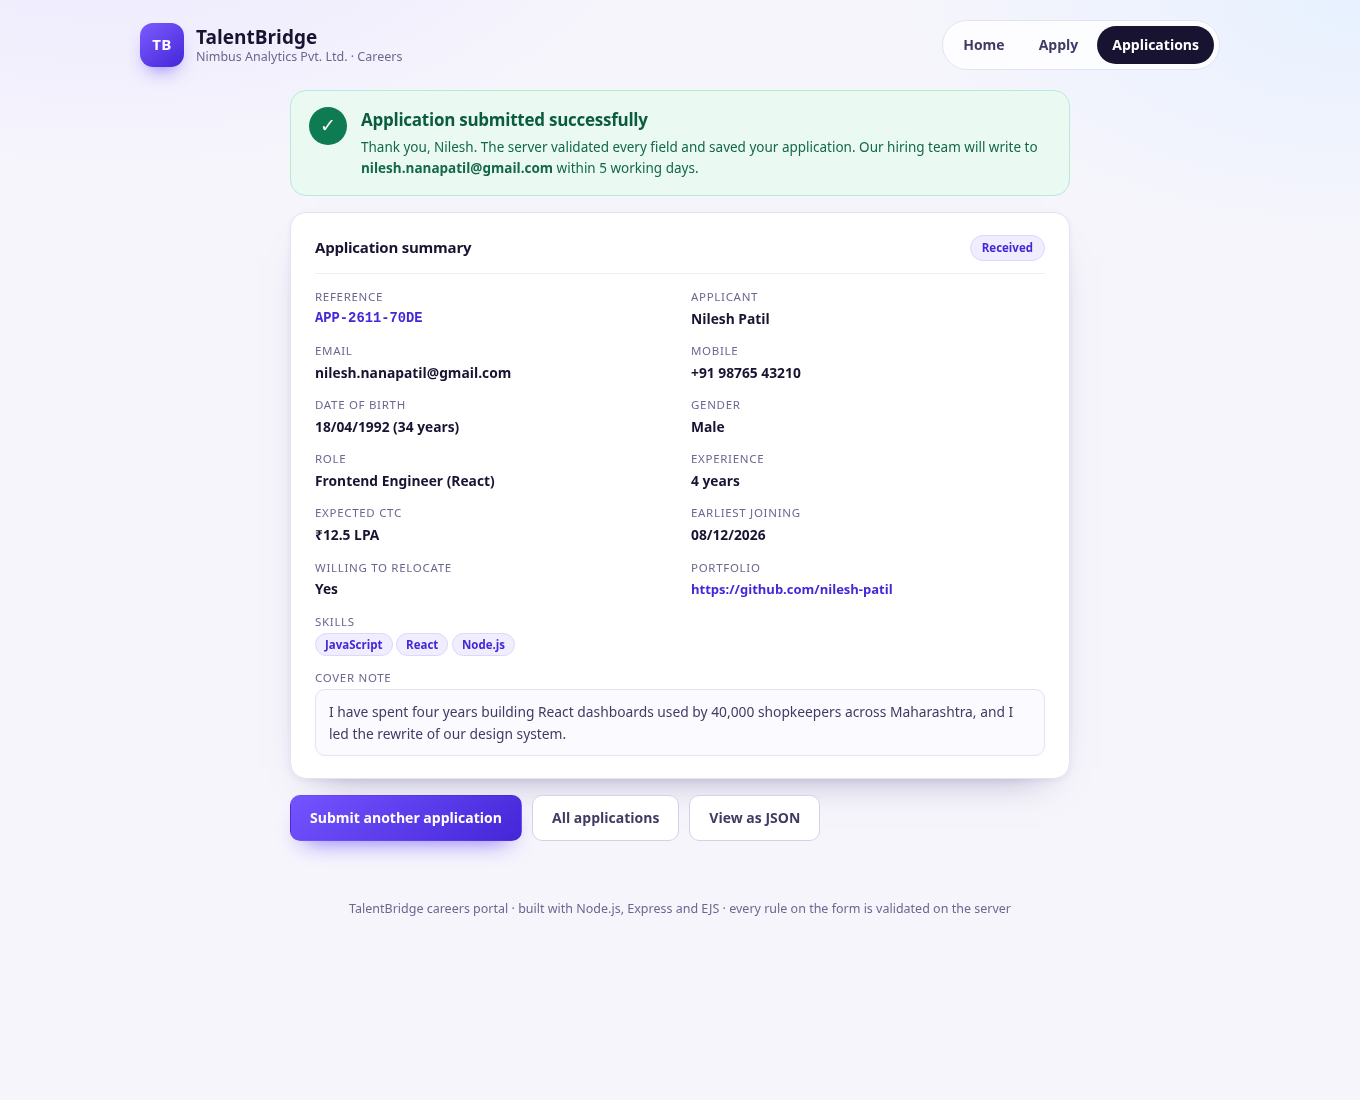 TB
TalentBridge
Nimbus Analytics Pvt. Ltd. · Careers
Home
Apply
Applications
✓
Application submitted successfully
Thank you, Nilesh. The server validated every field and saved your application. Our hiring team will write to
nilesh.nanapatil@gmail.com within 5 working days.
Application summary
Received
REFERENCE
APP-2611-70DE
APPLICANT
Nilesh Patil
EMAIL
nilesh.nanapatil@gmail.com
MOBILE
+91 98765 43210
DATE OF BIRTH
18/04/1992 (34 years)
GENDER
Male
ROLE
Frontend Engineer (React)
EXPERIENCE
4 years
EXPECTED CTC
₹12.5 LPA
EARLIEST JOINING
08/12/2026
WILLING TO RELOCATE
Yes
PORTFOLIO
https://github.com/nilesh-patil
SKILLS
JavaScript React Node.js
COVER NOTE
I have spent four years building React dashboards used by 40,000 shopkeepers across Maharashtra, and I
led the rewrite of our design system.
Submit another application
All applications
View as JSON
TalentBridge careers portal · built with Node.js, Express and EJS · every rule on the form is validated on the server